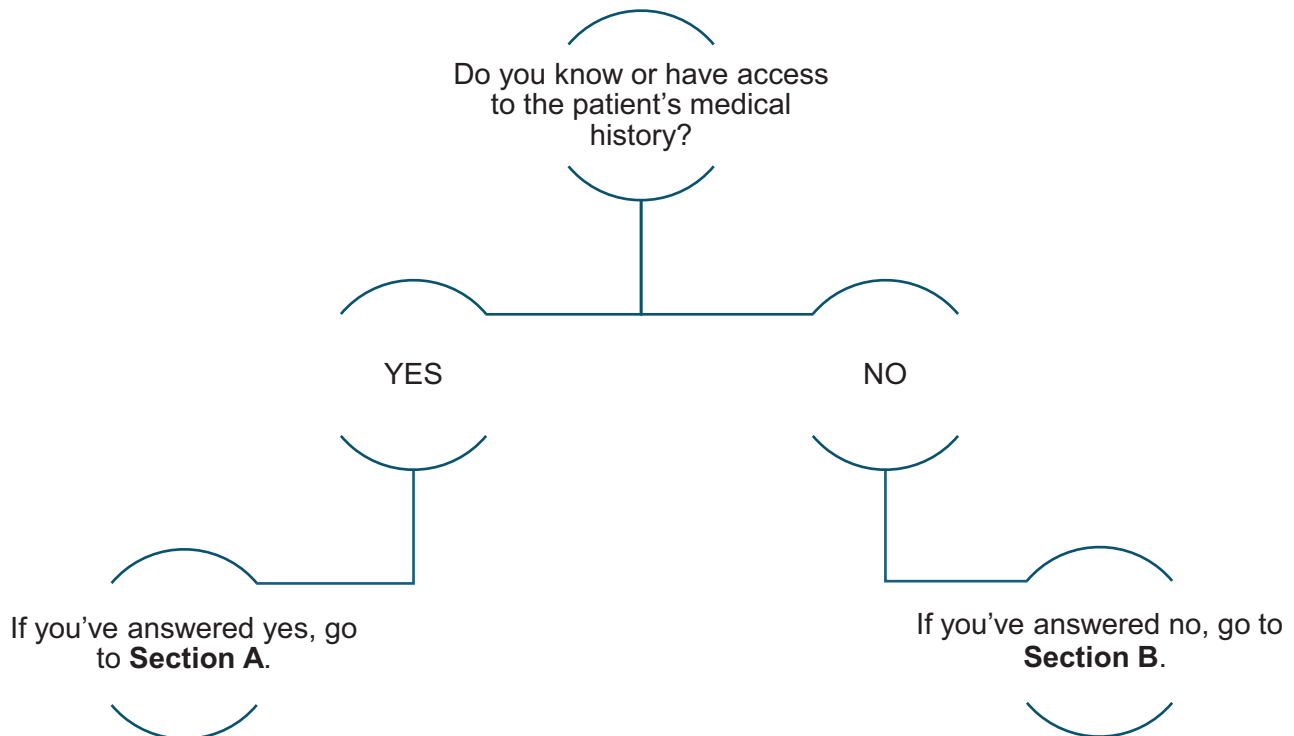 Do you know or have access
to the patient’s medical
history?
YES
NO
If you’ve answered yes, go
to Section A.
If you’ve answered no, go to
Section B.